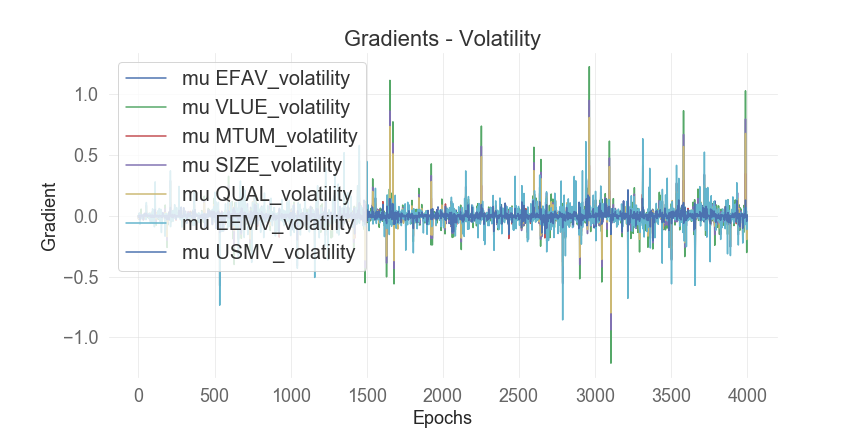 Gradients - Volatility
mu EFAV_volatility
mu VLUE_volatility
mu MTUM_volatility
mu SIZE_volatility
mu QUAL_volatility
mu EEMV_volatility
mu USMV_volatility
1.0
0.5
0.0
−0.5
−1.0
Gradient
0 500 1000 1500 2000 2500 3000 3500 4000
Epochs